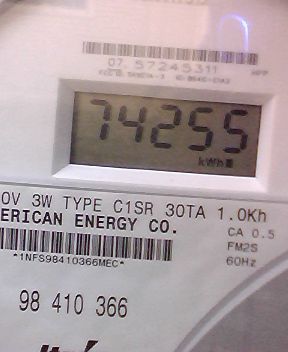 07. 57245311
74255
kWh
0V 3W TYPE C1SR 30TA 1.0Kh
ERICAN ENERGY CO.
CA 0.5
FM2S
60Hz
*1NFS98410366MEC*
98 410 366